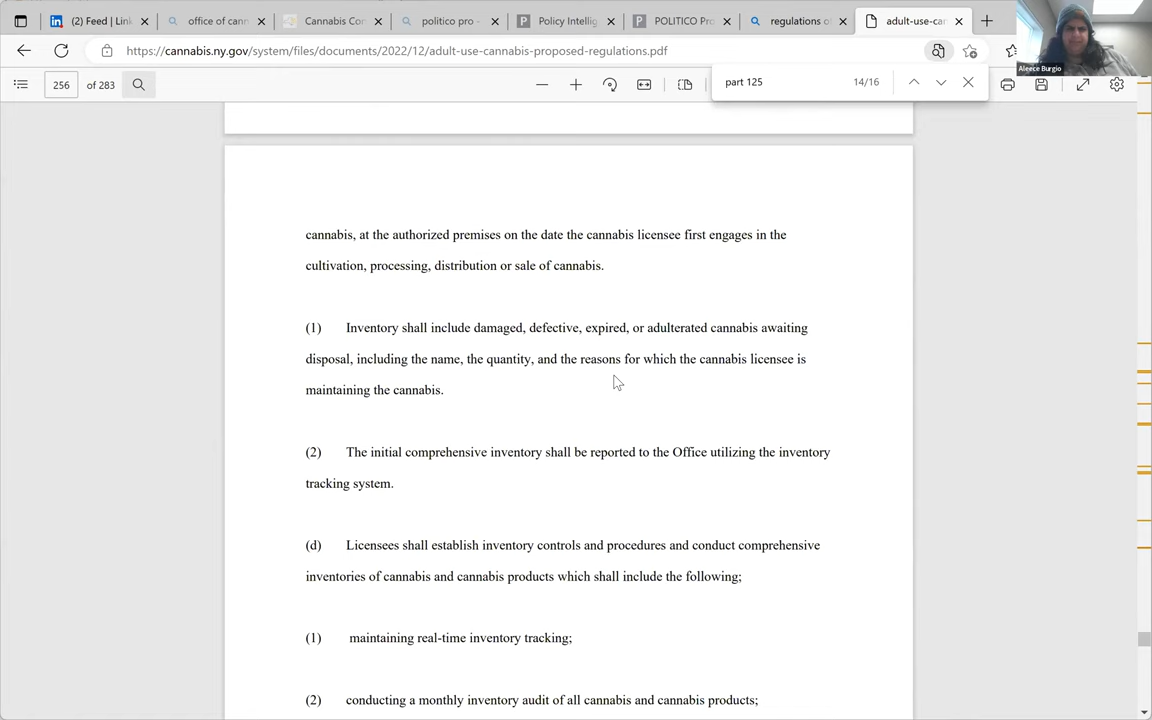 (2) Feed | Link
office of cann
Cannabis Con
politico pro -
Policy Intellig
POLITICO Pro
regulations of
adult-use-can
https://cannabis.ny.gov/system/files/documents/2022/12/adult-use-cannabis-proposed-regulations.pdf
Aleece Burgio
256 of 283
part 125 14/16
cannabis, at the authorized premises on the date the cannabis licensee first engages in the
cultivation, processing, distribution or sale of cannabis.
(1) Inventory shall include damaged, defective, expired, or adulterated cannabis awaiting
disposal, including the name, the quantity, and the reasons for which the cannabis licensee is
maintaining the cannabis.
(2) The initial comprehensive inventory shall be reported to the Office utilizing the inventory
tracking system.
(d) Licensees shall establish inventory controls and procedures and conduct comprehensive
inventories of cannabis and cannabis products which shall include the following;
(1) maintaining real-time inventory tracking;
(2) conducting a monthly inventory audit of all cannabis and cannabis products;